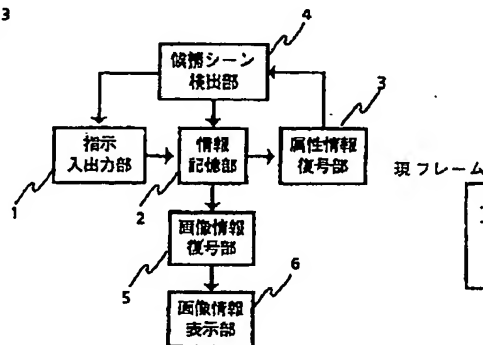 3
4
候補シーン
検出部
3
指示
入出力部
情報
記憶部
属性情報
復号部
現フレーム
1
2
画像情報
復号部
5
6
画像情報
表示部